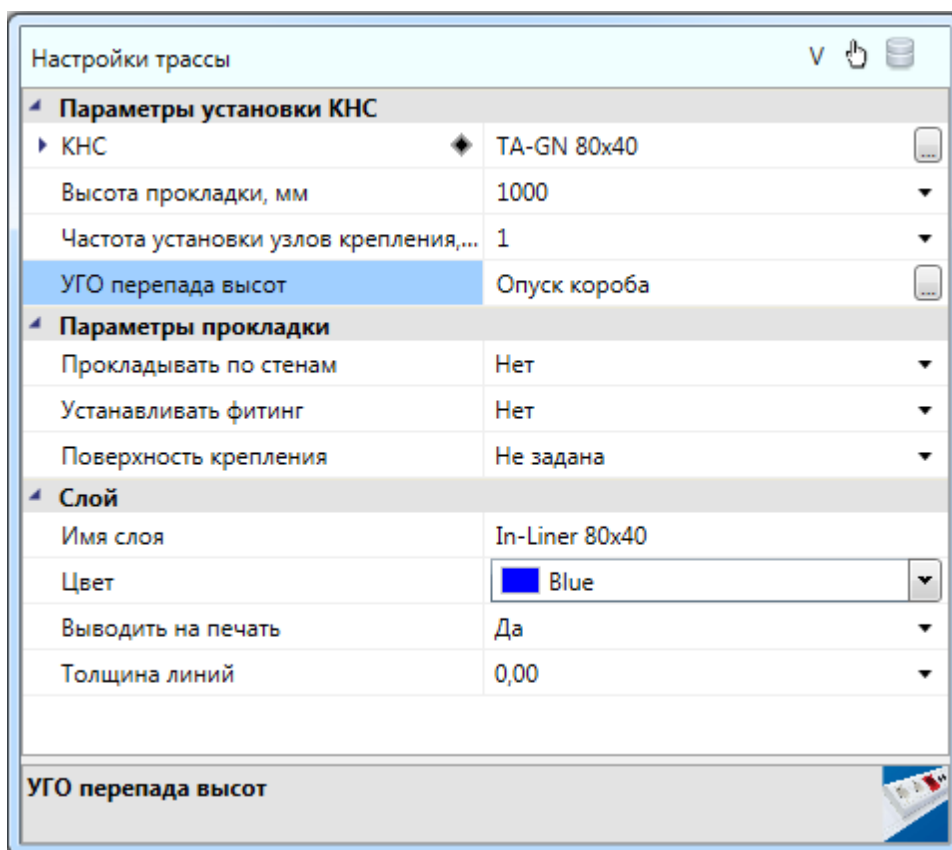 Настройки трассы V
Параметры установки КНС
КНС TA-GN 80x40 ...
Высота прокладки, мм 1000
Частота установки узлов крепления,... 1
УГО перепада высот Опуск короба ...
Параметры прокладки
Прокладывать по стенам Нет
Устанавливать фитинг Нет
Поверхность крепления Не задана
Слой
Имя слоя In-Liner 80x40
Цвет Blue
Выводить на печать Да
Толщина линий 0,00
УГО перепада высот